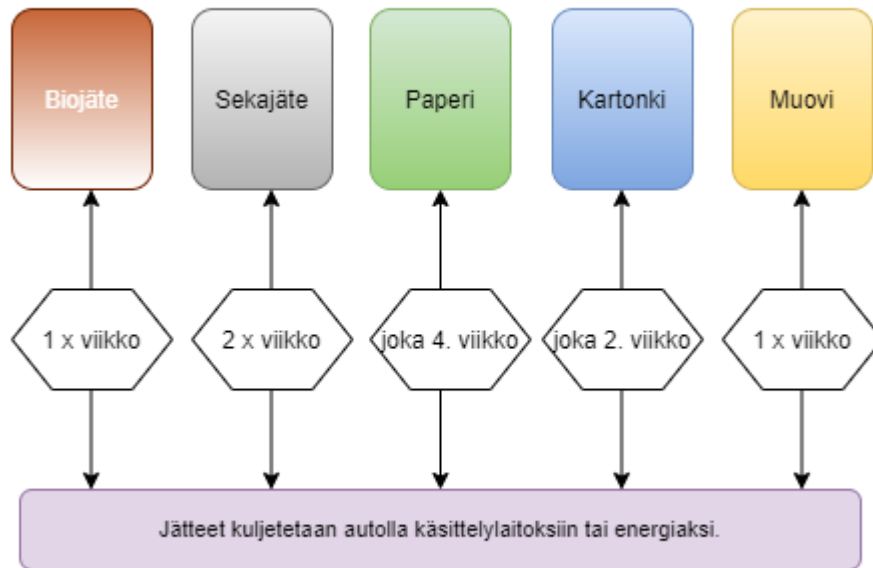 Biojäte
Sekajäte
Paperi
Kartonki
Muovi
1 x viikko
2 x viikko
joka 4. viikko
joka 2. viikko
1 x viikko
Jätteet kuljetetaan autolla käsittelylaitoksiin tai energiaksi.